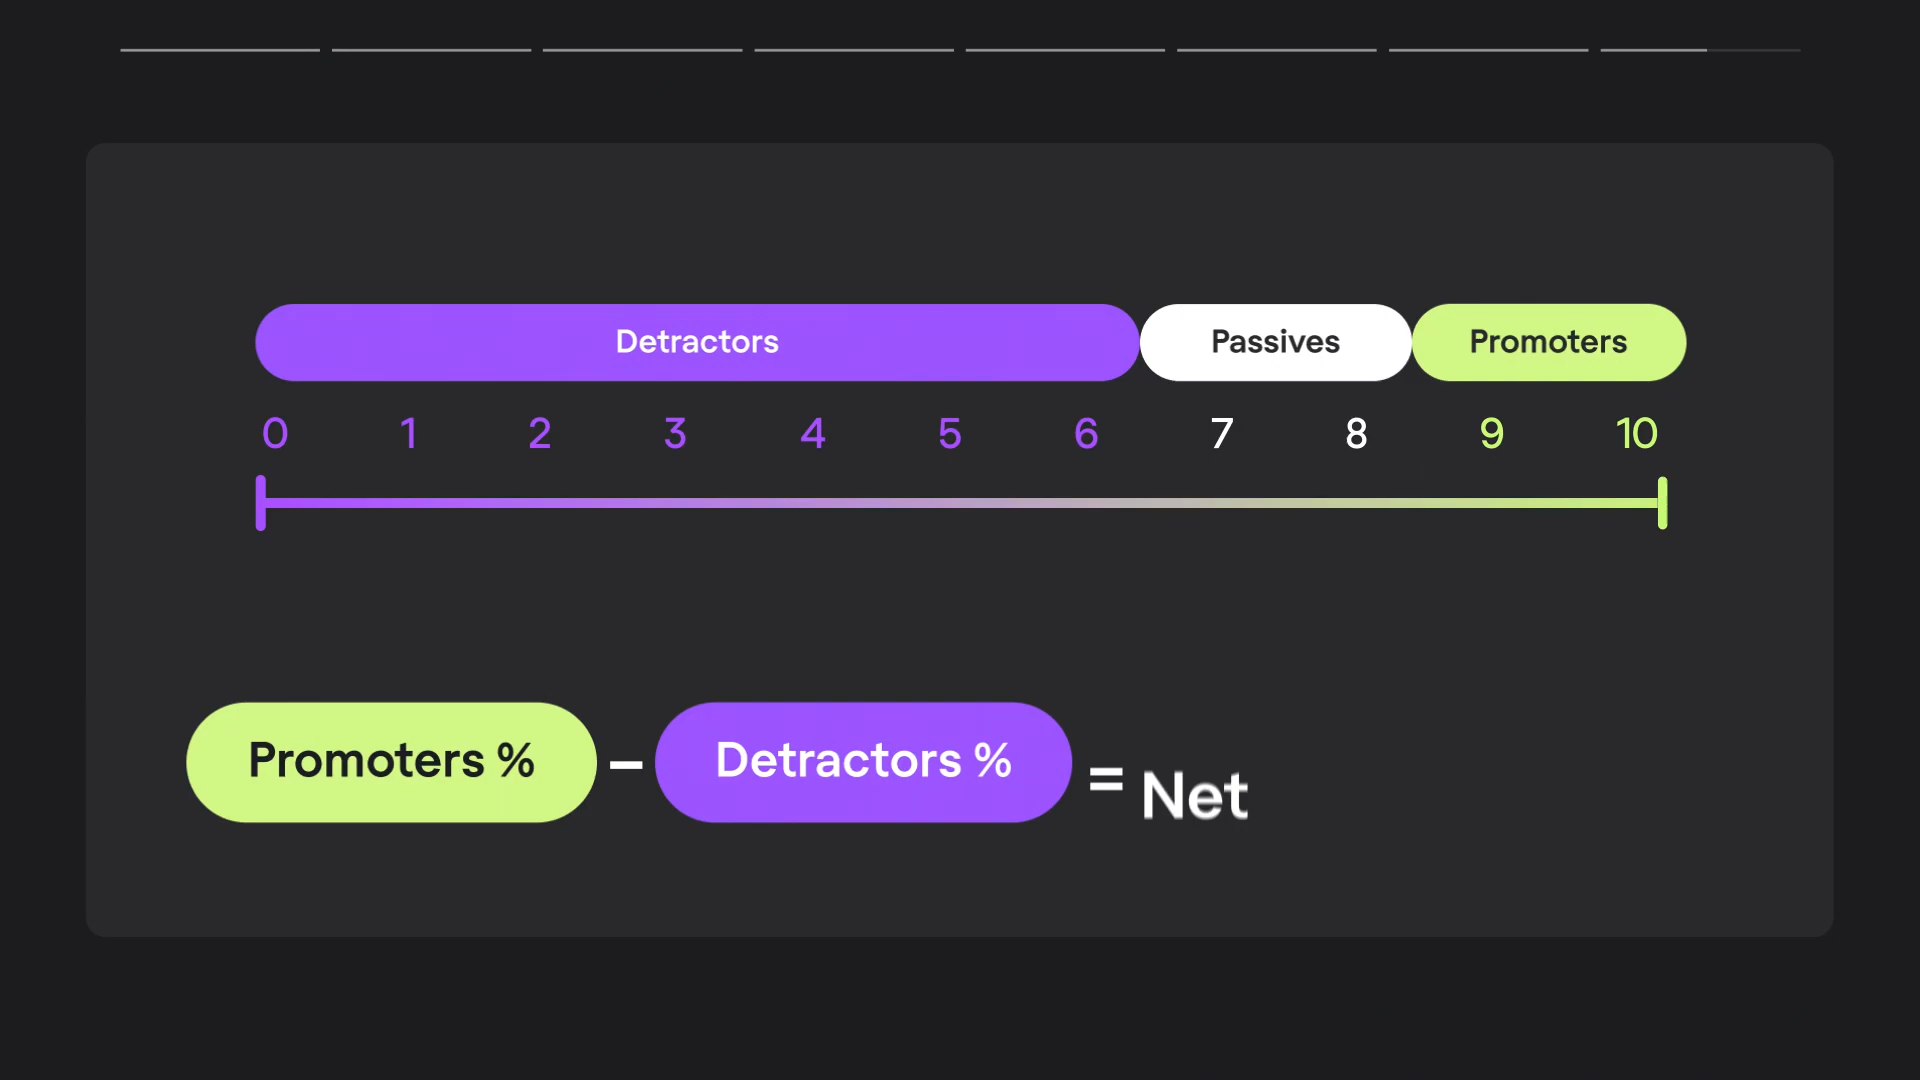 Detractors Passives Promoters
0 1 2 3 4 5 6 7 8 9 10
Promoters % – Detractors % = Net